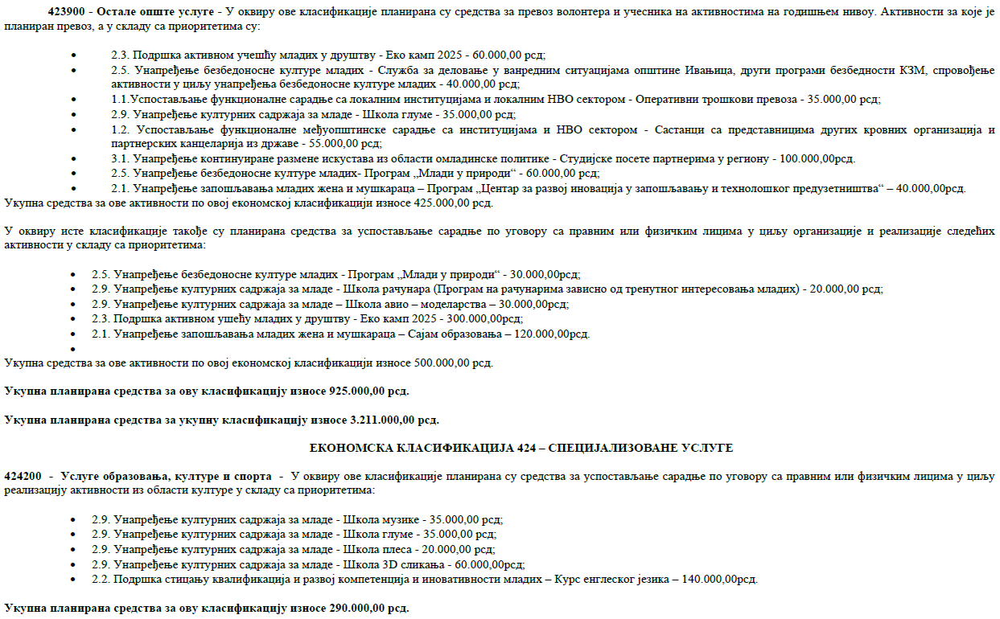 423900 - Остале опште услуге - У оквиру ове класификације планирана су средства за превоз волонтера и учесника на активностима на годишњем нивоу. Активности за које је
планиран превоз, а у складу са приоритетима су:
• 2.3. Подршка активном учешћу младих у друштву - Еко камп 2025 - 60.000,00 рсд;
• 2.5. Унапређење безбедоносне културе младих - Служба за деловање у ванредним ситуацијама општине Ивањица, други програми безбедности КЗМ, спровођење
активности у циљу унапређења безбедоносне културе младих - 40.000,00 рсд;
• 1.1.Успостављање функционалне сарадње са локалним институцијама и локалним НВО сектором - Оперативни трошкови превоза - 35.000,00 рсд;
• 2.9. Унапређење културних садржаја за младе - Школа глуме - 35.000,00 рсд;
• 1.2. Успостављање функционалне међуопштинске сарадње са институцијама и НВО сектором - Састанци са представницима других кровних организација и
партнерских канцеларија из државе - 55.000,00 рсд;
• 3.1. Унапређење континуиране размене искустава из области омладинске политике - Студијске посете партнерима у региону - 100.000,00рсд.
• 2.5. Унапређење безбедоносне културе младих- Програм „Млади у природи“ - 60.000,00 рсд;
• 2.1. Унапређење запошљавања младих жена и мушкараца – Програм „Центар за развој иновација у запошљавању и технолошког предузетништва“ – 40.000,00рсд.
Укупна средства за ове активности по овој економској класификацији износе 425.000,00 рсд.
У оквиру исте класификације такође су планирана средства за успостављање сарадње по уговору са правним или физичким лицима у циљу организације и реализације следећих
активности у складу са приоритетима:
• 2.5. Унапређење безбедоносне културе младих - Програм „Млади у природи“ - 30.000,00рсд;
• 2.9. Унапређење културних садржаја за младе - Школа рачунара (Програм на рачунарима зависно од тренутног интересовања младих) - 20.000,00 рсд;
• 2.9. Унапређење културних садржаја за младе – Школа авио – моделарства – 30.000,00рсд;
• 2.3. Подршка активном ушећу младих у друштву - Еко камп 2025 - 300.000,00рсд;
• 2.1. Унапређење запошљавања младих жена и мушкараца – Сајам образовања – 120.000,00рсд.
•
Укупна средства за ове активности по овој економској класификацији износе 500.000,00 рсд.
Укупна планирана средства за ову класификацију износе 925.000,00 рсд.
Укупна планирана средства за укупну класификацију износе 3.211.000,00 рсд.
ЕКОНОМСКА КЛАСИФИКАЦИЈА 424 – СПЕЦИЈАЛИЗОВАНЕ УСЛУГЕ
424200 - Услуге образовања, културе и спорта - У оквиру ове класификације планирана су средства за успостављање сарадње по уговору са правним или физичким лицима у циљу
реализацију активности из области културе у складу са приоритетима:
• 2.9. Унапређење културних садржаја за младе - Школа музике - 35.000,00 рсд;
• 2.9. Унапређење културних садржаја за младе - Школа глуме - 35.000,00 рсд;
• 2.9. Унапређење културних садржаја за младе - Школа плеса - 20.000,00 рсд;
• 2.9. Унапређење културних садржаја за младе - Школа 3D сликања - 60.000,00рсд;
• 2.2. Подршка стицању квалификација и развој компетенција и иновативности младих – Курс енглеског језика – 140.000,00рсд.
Укупна планирана средства за ову класификацију износе 290.000,00 рсд.